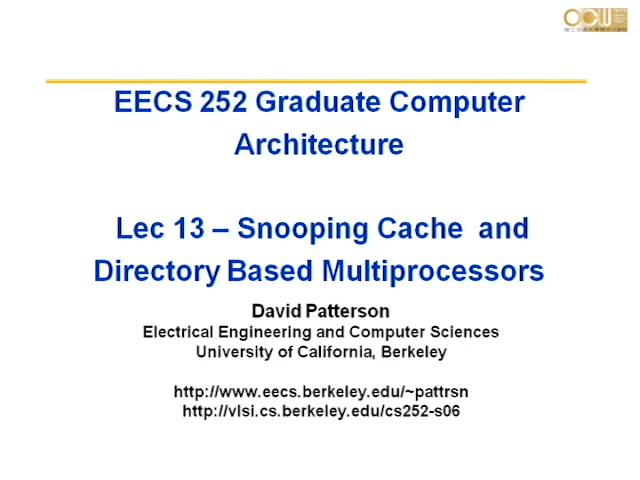 OCW
EECS 252 Graduate Computer
Architecture
Lec 13 – Snooping Cache and
Directory Based Multiprocessors
David Patterson
Electrical Engineering and Computer Sciences
University of California, Berkeley
http://www.eecs.berkeley.edu/~pattrsn
http://vlsi.cs.berkeley.edu/cs252-s06